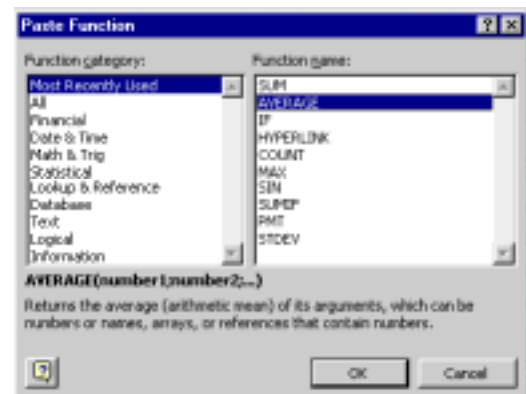 Paste Function
Function category:
Most Recently Used
All
Financial
Date & Time
Math & Trig
Statistical
Lookup & Reference
Database
Text
Logical
Information
Function name:
SUM
AVERAGE
IF
HYPERLINK
COUNT
MAX
SIN
SUMIF
PMT
STDEV
AVERAGE(number1;number2;...)
Returns the average (arithmetic mean) of its arguments, which can be
numbers or names, arrays, or references that contain numbers.
OK
Cancel